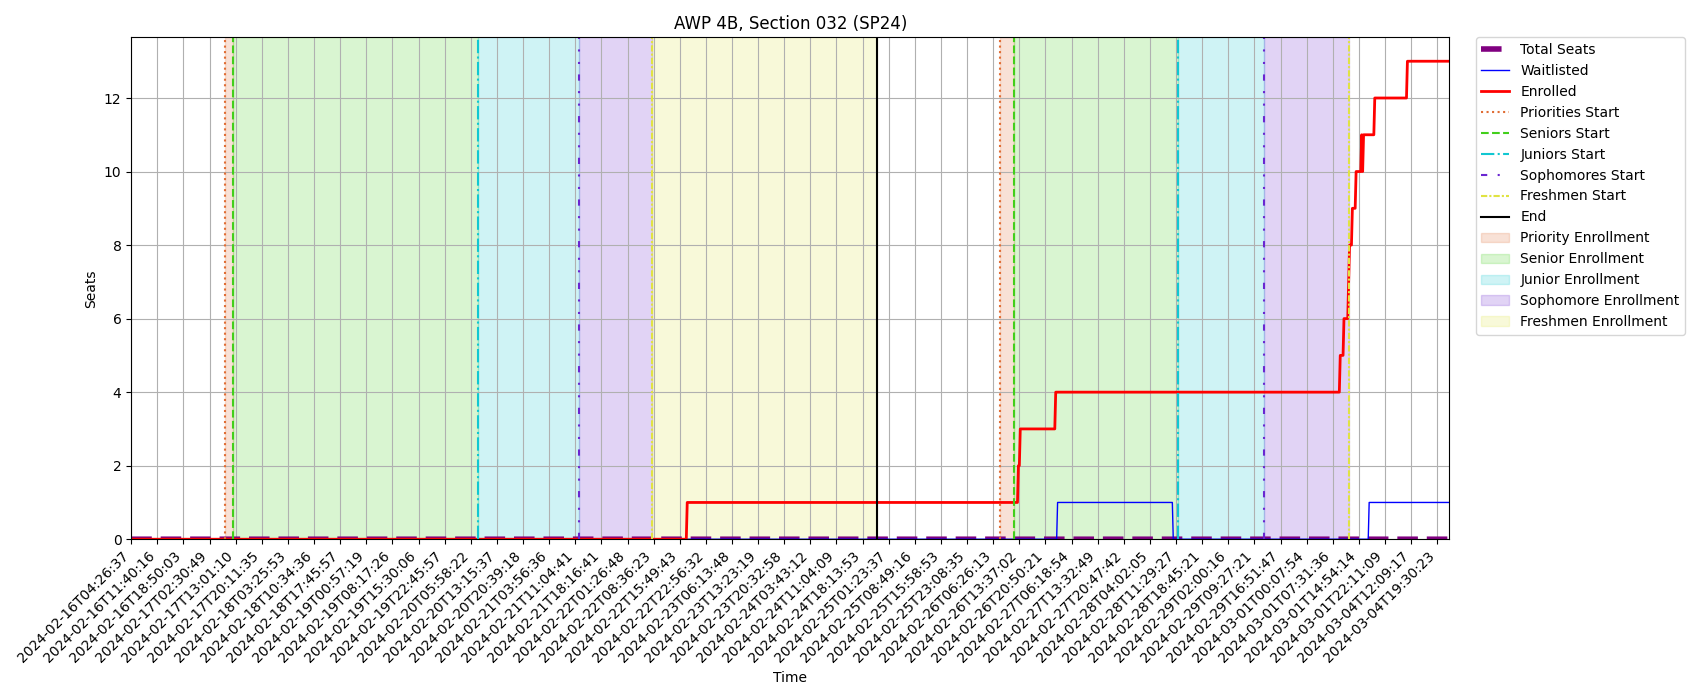 AWP 4B, Section 032 (SP24)
Seats
12
10
8
6
4
2
0
2024-02-16T04:26:37
2024-02-16T11:40:16
2024-02-16T18:50:03
2024-02-17T02:30:49
2024-02-17T13:01:10
2024-02-17T20:11:35
2024-02-18T03:25:53
2024-02-18T10:34:36
2024-02-18T17:45:57
2024-02-19T00:57:19
2024-02-19T08:17:26
2024-02-19T15:30:06
2024-02-19T22:45:57
2024-02-20T05:58:22
2024-02-20T13:15:37
2024-02-20T20:39:18
2024-02-21T03:56:36
2024-02-21T11:04:41
2024-02-21T18:16:41
2024-02-22T01:26:48
2024-02-22T08:36:23
2024-02-22T15:49:43
2024-02-22T22:56:32
2024-02-23T06:13:48
2024-02-23T13:23:19
2024-02-23T20:32:58
2024-02-24T03:43:12
2024-02-24T11:04:09
2024-02-24T18:13:53
2024-02-25T01:23:37
2024-02-25T08:49:16
2024-02-25T15:58:53
2024-02-25T23:08:35
2024-02-26T06:26:13
2024-02-26T13:37:02
2024-02-26T20:50:21
2024-02-27T06:18:54
2024-02-27T13:32:49
2024-02-27T20:47:42
2024-02-28T04:02:05
2024-02-28T11:29:27
2024-02-28T18:45:21
2024-02-29T02:00:16
2024-02-29T09:27:21
2024-02-29T16:51:47
2024-03-01T00:07:54
2024-03-01T07:31:36
2024-03-01T14:54:14
2024-03-01T22:11:09
2024-03-04T12:09:17
2024-03-04T19:30:23
Time
Total Seats
Waitlisted
Enrolled
Priorities Start
Seniors Start
Juniors Start
Sophomores Start
Freshmen Start
End
Priority Enrollment
Senior Enrollment
Junior Enrollment
Sophomore Enrollment
Freshmen Enrollment